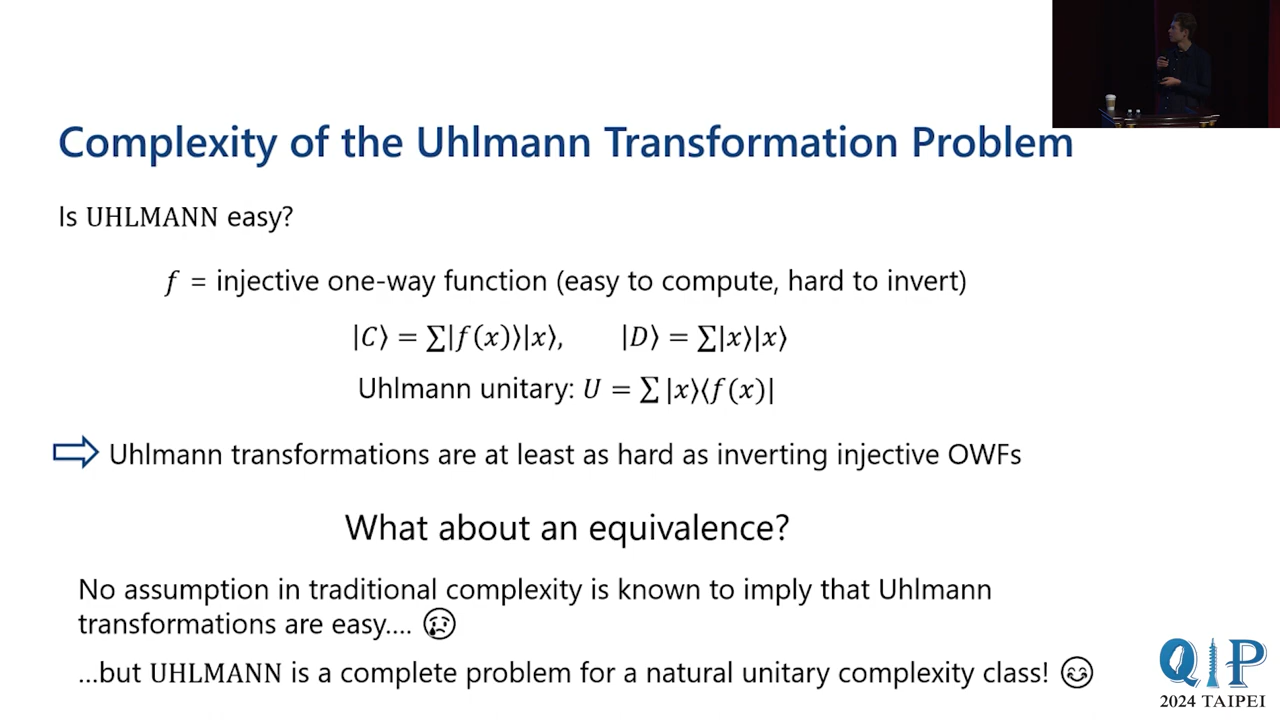 Complexity of the Uhlmann Transformation Problem
Is UHLMANN easy?
f = injective one-way function (easy to compute, hard to invert)
|C⟩ = ∑|f(x)⟩|x⟩, |D⟩ = ∑|x⟩|x⟩
Uhlmann unitary: U = ∑ |x⟩⟨f(x)|
Uhlmann transformations are at least as hard as inverting injective OWFs
What about an equivalence?
No assumption in traditional complexity is known to imply that Uhlmann
transformations are easy.... 😢
...but UHLMANN is a complete problem for a natural unitary complexity class! 😊
QIP
2024 TAIPEI